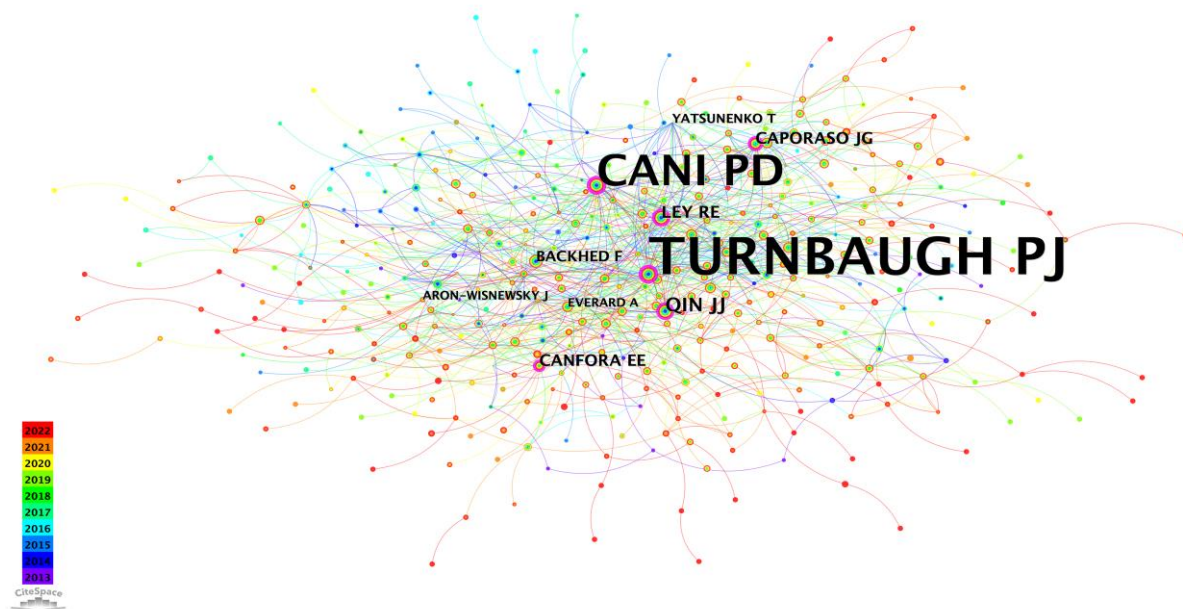 YATSUNENKO T
CAPORASO JG
CANI PD
LEY RE
TURNBAUGH PJ
BACKHED F
ARON-WISNEWSKY J
EVERARD A
QIN JJ
CANFORA EE
2022
2021
2020
2019
2018
2017
2016
2015
2014
2013
CiteSpace